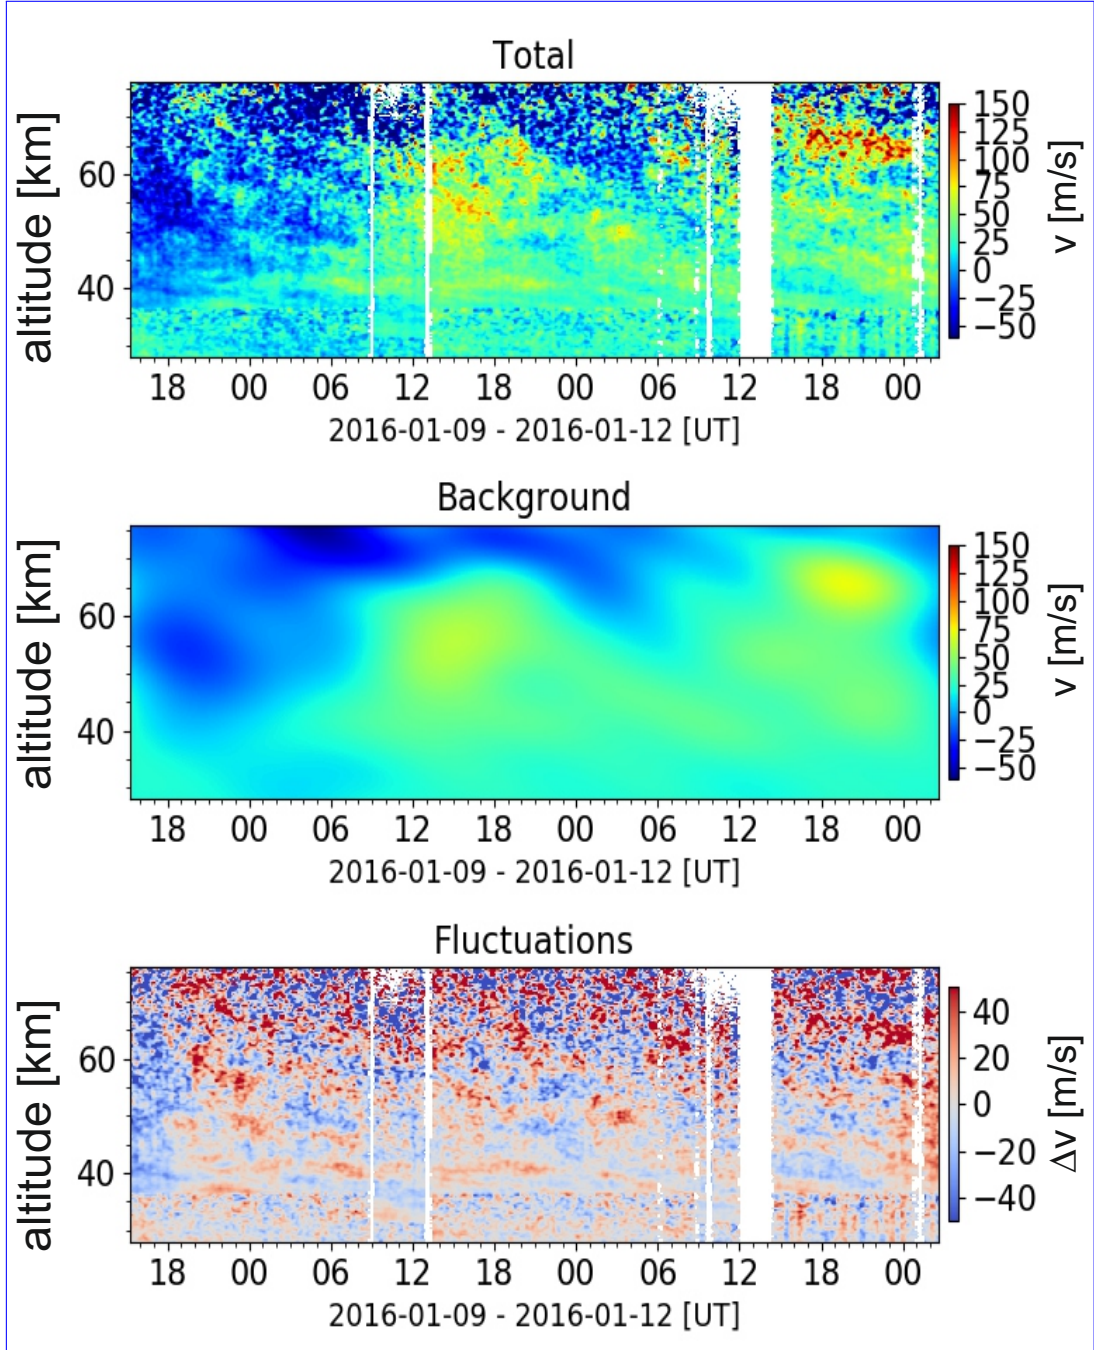 Total
altitude [km]
60
40
18 00 06 12 18 00 06 12 18 00
2016-01-09 - 2016-01-12 [UT]
150
125
100
75
50
25
0
−25
−50
v [m/s]
Background
altitude [km]
60
40
18 00 06 12 18 00 06 12 18 00
2016-01-09 - 2016-01-12 [UT]
150
125
100
75
50
25
0
−25
−50
v [m/s]
Fluctuations
altitude [km]
60
40
18 00 06 12 18 00 06 12 18 00
2016-01-09 - 2016-01-12 [UT]
40
20
0
−20
−40
Δv [m/s]